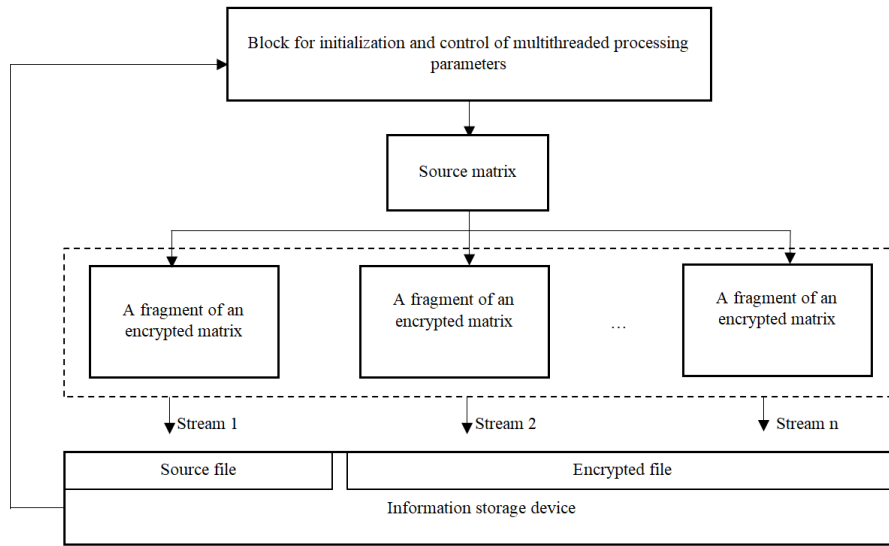 Block for initialization and control of multithreaded processing
parameters
Source matrix
A fragment of an
encrypted matrix
A fragment of an
encrypted matrix
...
A fragment of an
encrypted matrix
Stream 1
Stream 2
Stream n
Source file
Encrypted file
Information storage device